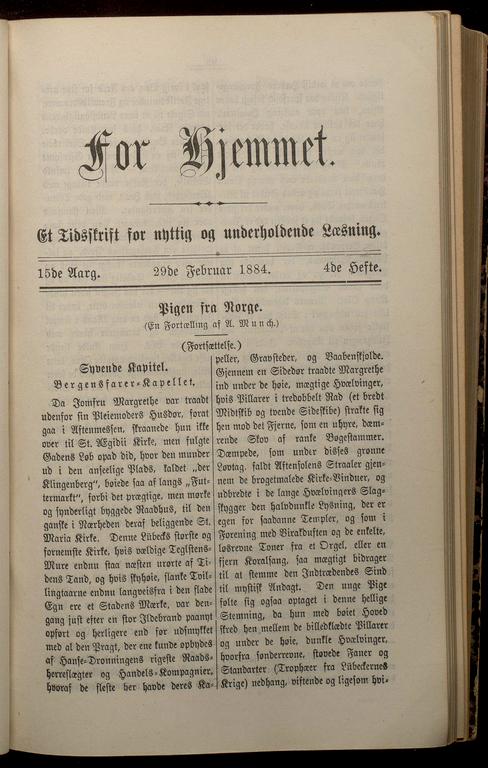 For Hjemmet.
Et Tidsskrift for nyttig og underholdende Læsning.
15de Aarg. 29de Februar 1884. 4de Hefte.
Pigen fra Norge.
(En Fortælling af A. Munch.)
(Fortsættelse.)
Syvende Kapitel.
Bergensfarer-Kapellet.
Da Jomfru Margrethe var traadt
udenfor sin Pleiemoders Husdør, forat
gaa i Aftenmessen, skraanede hun ikke
over til St. Ægidii Kirke, men fulgte
Gadens Løb opad did, hvor den munder
ud i den anseelige Plads, kaldet „der
Klingenberg“, bøiede saa af langs „Fut-
termarkt“, forbi det prægtige, men mørke
og synderligt byggede Raadhus, til den
ganske i Nærheden deraf beliggende St.
Maria Kirke. Denne Lübecks største og
fornemste Kirke, hvis vældige Teglstens-
Mure endnu staa næsten urørte af Ti-
dens Tand, og hvis skyhøie, slanke Tvil-
lingtaarne endnu langveisfra i den flade
Egn ere et Stadens Mærke, var den-
gang just efter en stor Ildebrand paanyt
opført og herligere end før udsmykket
med al den Pragt, der ene kunde opbydes
af Hanse-Dronningens rigeste Raads-
herreslægter og Handels-Kompagnier,
hvoraf de fleste her havde deres Ka-
peller, Gravsteder, og Vaabenskjolde.
Gjennem en Sidedør traadte Margrethe
ind under de høie, mægtige Hvælvinger,
hvis Pillarer i tredobbelt Rad (et bredt
Midtskib og tvende Sideskibe) strakte sig
hen mod det Fjerne, som en uhyre, dæm-
rende Skov af ranke Bøgestammer.
Dæmpede, som under disses grønne
Løvtag, faldt Aftensolens Straaler gjen-
nem de brogetmalede Kirke-Vinduer, og
udbredte i de lange Hvælvingers Slag-
skygger den halvdunkle Lysning, der er
egen for saadanne Templer, og som i
Forening med Virakduften og de enkelte,
løsrevne Toner fra et Orgel, eller en
fjern Koralsang, saa mægtigt bidrager
til at stemme den Indtrædendes Sind
til mystisk Andagt. Den unge Pige
følte sig ogsaa optaget i denne hellige
Stemning, da hun med bøiet Hoved
skred hen mellem de billedklædte Pillarer
og under de høie, dunkle Hvælvinger,
hvorfra sønderrevne, støvede Faner og
Standarter (Trophæer fra Lübeckernes
Krige) nedhang, viftende og ligesom hvi-